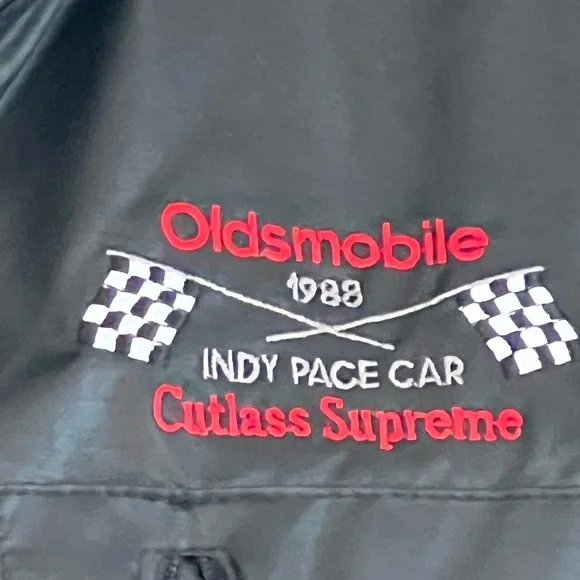 Oldsmobile
1988
INDY PACE CAR
Cutlass Supreme